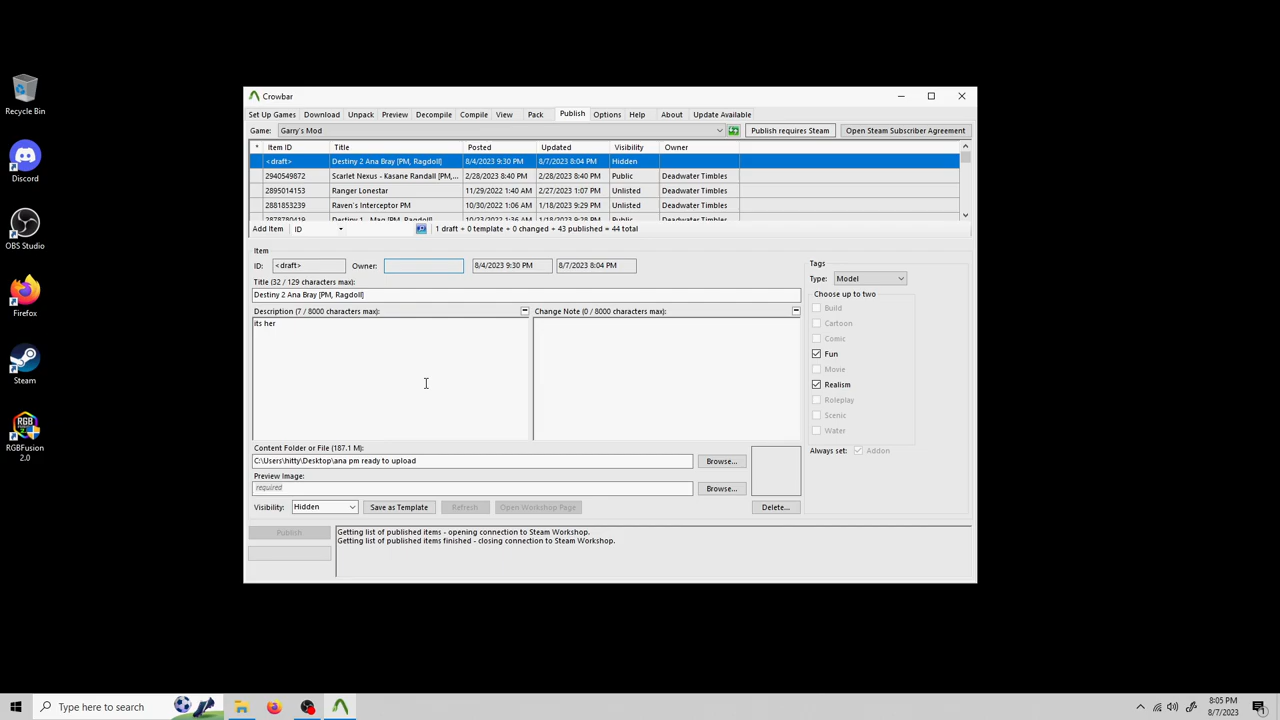 Recycle Bin
Discord
OBS Studio
Firefox
Steam
RGBFusion
2.0
Crowbar
Set Up Games Download Unpack Preview Decompile Compile View Pack Publish Options Help About Update Available
Game: Garry's Mod Publish requires Steam Open Steam Subscriber Agreement
* Item ID Title Posted Updated Visibility Owner
<draft> Destiny 2 Ana Bray [PM, Ragdoll] 8/4/2023 9:30 PM 8/7/2023 8:04 PM Hidden
2940549872 Scarlet Nexus - Kasane Randall [PM,... 2/28/2023 8:40 PM 2/28/2023 8:40 PM Public Deadwater Timbles
2895014153 Ranger Lonestar 11/29/2022 1:40 AM 2/27/2023 1:07 PM Unlisted Deadwater Timbles
2881853239 Raven's Interceptor PM 10/30/2022 1:06 AM 1/18/2023 9:29 PM Unlisted Deadwater Timbles
2878780419 Destiny 1 - Mag [PM, Ragdoll] 10/23/2022 1:36 AM 1/18/2023 9:28 PM Public Deadwater Timbles
Add Item ID 1 draft + 0 template + 0 changed + 43 published = 44 total
Item
ID: <draft> Owner: 8/4/2023 9:30 PM 8/7/2023 8:04 PM
Title (32 / 129 characters max):
Destiny 2 Ana Bray [PM, Ragdoll]
Description (7 / 8000 characters max): Change Note (0 / 8000 characters max):
its her
Content Folder or File (187.1 M):
C:\Users\hitty\Desktop\ana pm ready to upload Browse...
Preview Image:
required Browse...
Visibility: Hidden Save as Template Refresh Open Workshop Page Delete...
Tags
Type: Model
Choose up to two
Build
Cartoon
Comic
Fun
Movie
Realism
Roleplay
Scenic
Water
Always set: Addon
Publish
Getting list of published items - opening connection to Steam Workshop.
Getting list of published items finished - closing connection to Steam Workshop.
Type here to search
8:05 PM
8/7/2023
1